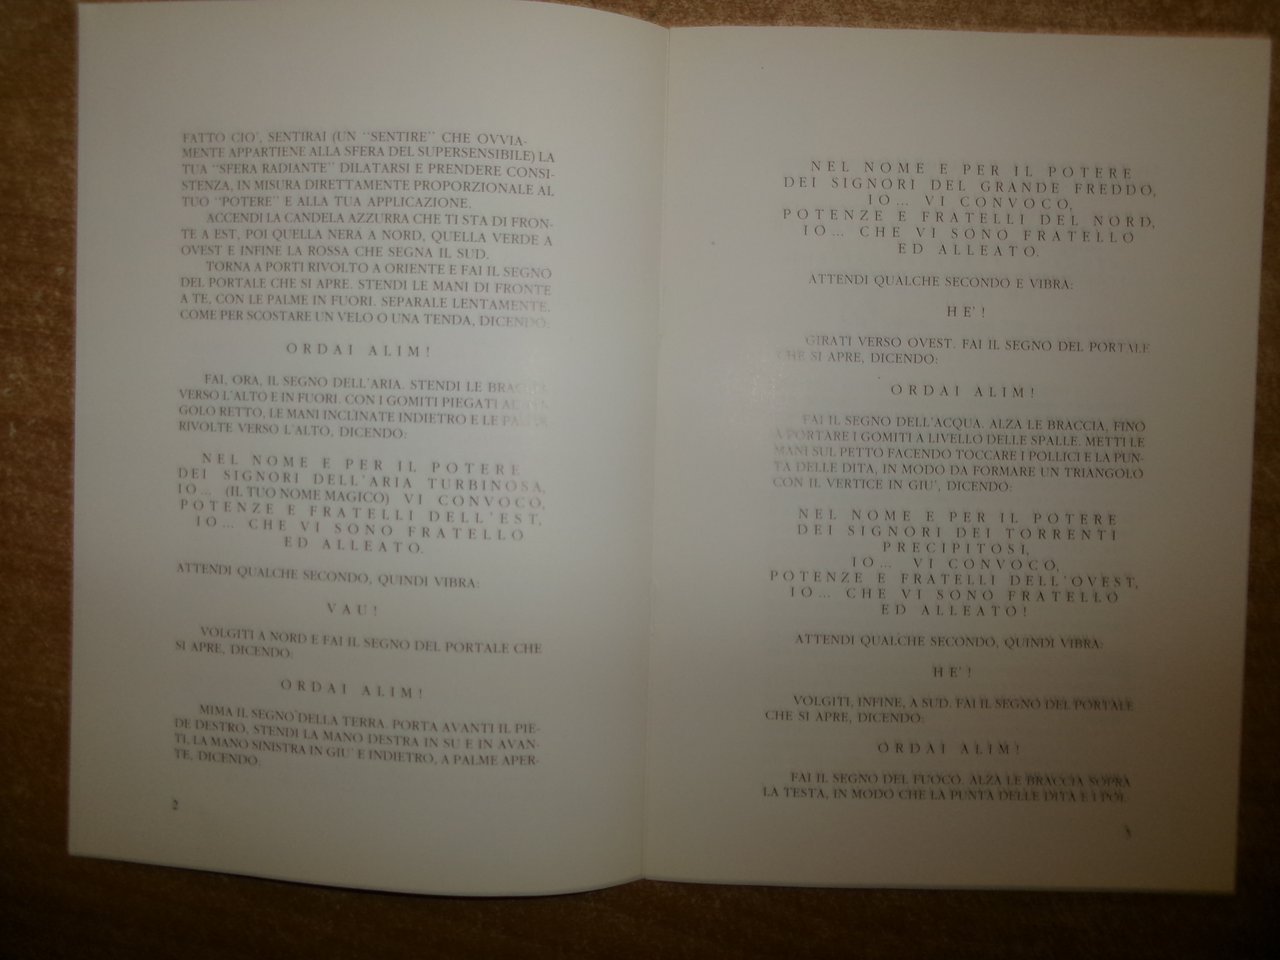 FATTO CIO', SENTIRAI (UN "SENTIRE" CHE OVVIA-
MENTE APPARTIENE ALLA SFERA DEL SUPERSENSIBILE) LA
TUA "SFERA RADIANTE" DILATARSI E PRENDERE CONSI-
STENZA, IN MISURA DIRETTAMENTE PROPORZIONALE AL
TUO "POTERE" E ALLA TUA APPLICAZIONE.
ACCENDI LA CANDELA AZZURRA CHE TI STA DI FRON-
TE A EST, POI QUELLA NERA A NORD, QUELLA VERDE A
OVEST E INFINE LA ROSSA CHE SEGNA IL SUD.
TORNA A PORTI RIVOLTO A ORIENTE E FAI IL SEGNO
DEL PORTALE CHE SI APRE. STENDI LE MANI DI FRONTE
A TE, CON LE PALME IN FUORI. SEPARALE LENTAMENTE,
COME PER SCOSTARE UN VELO O UNA TENDA, DICENDO:
ORDAI ALIM!
FAI, ORA, IL SEGNO DELL'ARIA. STENDI LE BRACCIA
VERSO L'ALTO E IN FUORI. CON I GOMITI PIEGATI AD AN-
GOLO RETTO, LE MANI INCLINATE INDIETRO E LE PALME
RIVOLTE VERSO L'ALTO, DICENDO:
NEL NOME E PER IL POTERE
DEI SIGNORI DELL'ARIA TURBINOSA,
IO... (IL TUO NOME MAGICO) VI CONVOCO,
POTENZE E FRATELLI DELL'EST,
IO... CHE VI SONO FRATELLO
ED ALLEATO.
ATTENDI QUALCHE SECONDO, QUINDI VIBRA:
VAU!
VOLGITI A NORD E FAI IL SEGNO DEL PORTALE CHE
SI APRE, DICENDO:
ORDAI ALIM!
MIMA IL SEGNO DELLA TERRA. PORTA AVANTI IL PIE-
DE DESTRO, STENDI LA MANO DESTRA IN SU E IN AVAN-
TI, LA MANO SINISTRA IN GIU' E INDIETRO, A PALME APER-
TE, DICENDO:
2
NEL NOME E PER IL POTERE
DEI SIGNORI DEL GRANDE FREDDO,
IO... VI CONVOCO,
POTENZE E FRATELLI DEL NORD,
IO... CHE VI SONO FRATELLO
ED ALLEATO.
ATTENDI QUALCHE SECONDO E VIBRA:
HE'!
GIRATI VERSO OVEST. FAI IL SEGNO DEL PORTALE
CHE SI APRE, DICENDO:
ORDAI ALIM!
FAI IL SEGNO DELL'ACQUA. ALZA LE BRACCIA, FINO
A PORTARE I GOMITI A LIVELLO DELLE SPALLE. METTI LE
MANI SUL PETTO FACENDO TOCCARE I POLLICI E LA PUN-
TA DELLE DITA, IN MODO DA FORMARE UN TRIANGOLO
CON IL VERTICE IN GIU', DICENDO:
NEL NOME E PER IL POTERE
DEI SIGNORI DEI TORRENTI
PRECIPITOSI,
IO... VI CONVOCO,
POTENZE E FRATELLI DELL'OVEST,
IO... CHE VI SONO FRATELLO
ED ALLEATO!
ATTENDI QUALCHE SECONDO, QUINDI VIBRA:
HE'!
VOLGITI, INFINE, A SUD. FAI IL SEGNO DEL PORTALE
CHE SI APRE, DICENDO:
ORDAI ALIM!
FAI IL SEGNO DEL FUOCO. ALZA LE BRACCIA SOPRA
LA TESTA, IN MODO CHE LA PUNTA DELLE DITA E I POL-
3